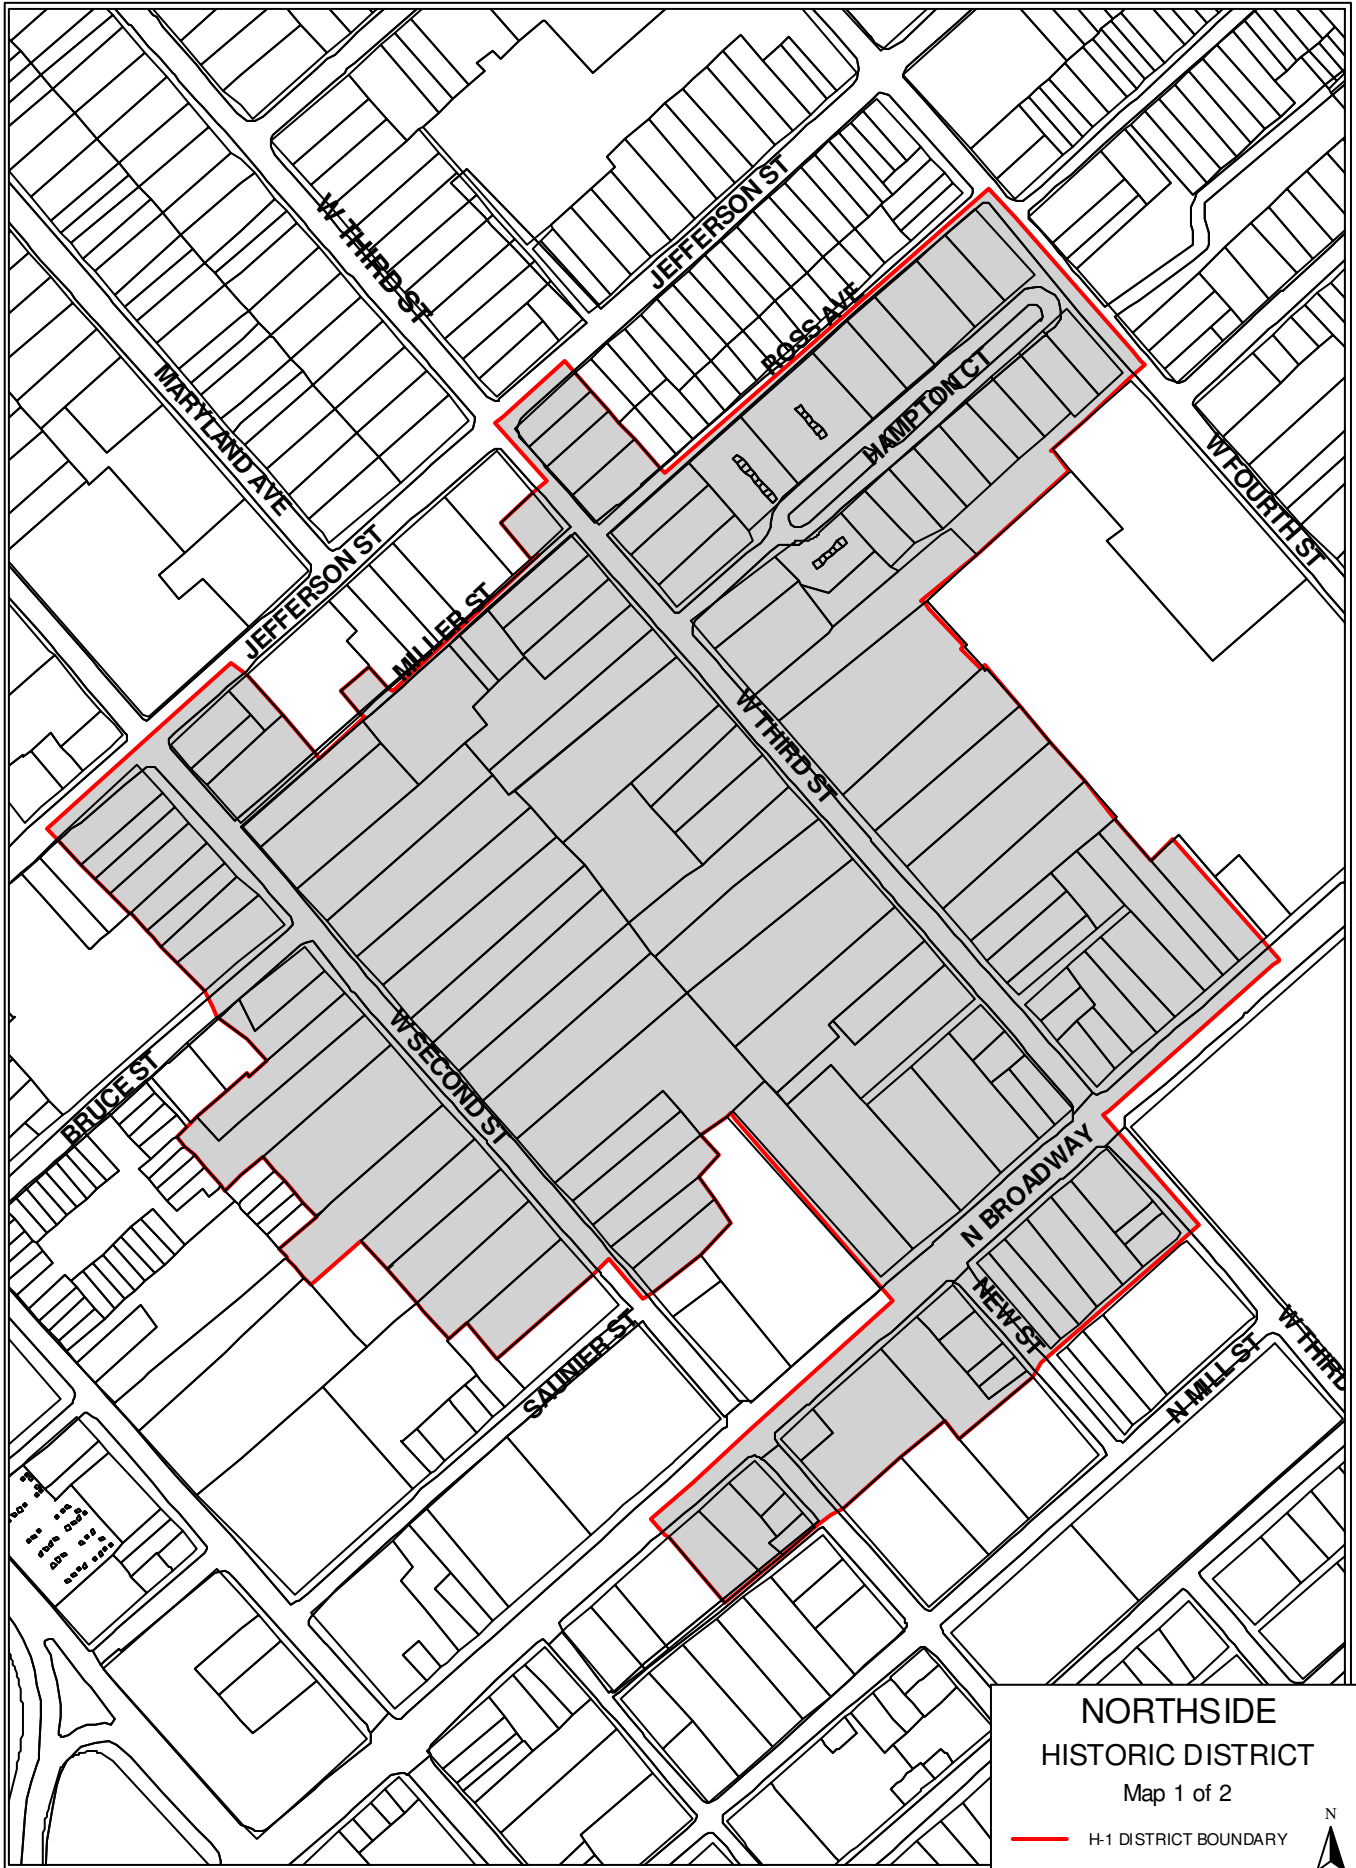 JEFFERSON ST
W THIRD ST
ROSS AVE
HAMPTON CT
MARYLAND AVE
W FOURTH ST
JEFFERSON ST
MILLER ST
W THIRD ST
W SECOND ST
BRUCE ST
N BROADWAY
NEW ST
SAUNIER ST
N MILL ST
W THIRD
NORTHSIDE
HISTORIC DISTRICT
Map 1 of 2
N
H-1 DISTRICT BOUNDARY